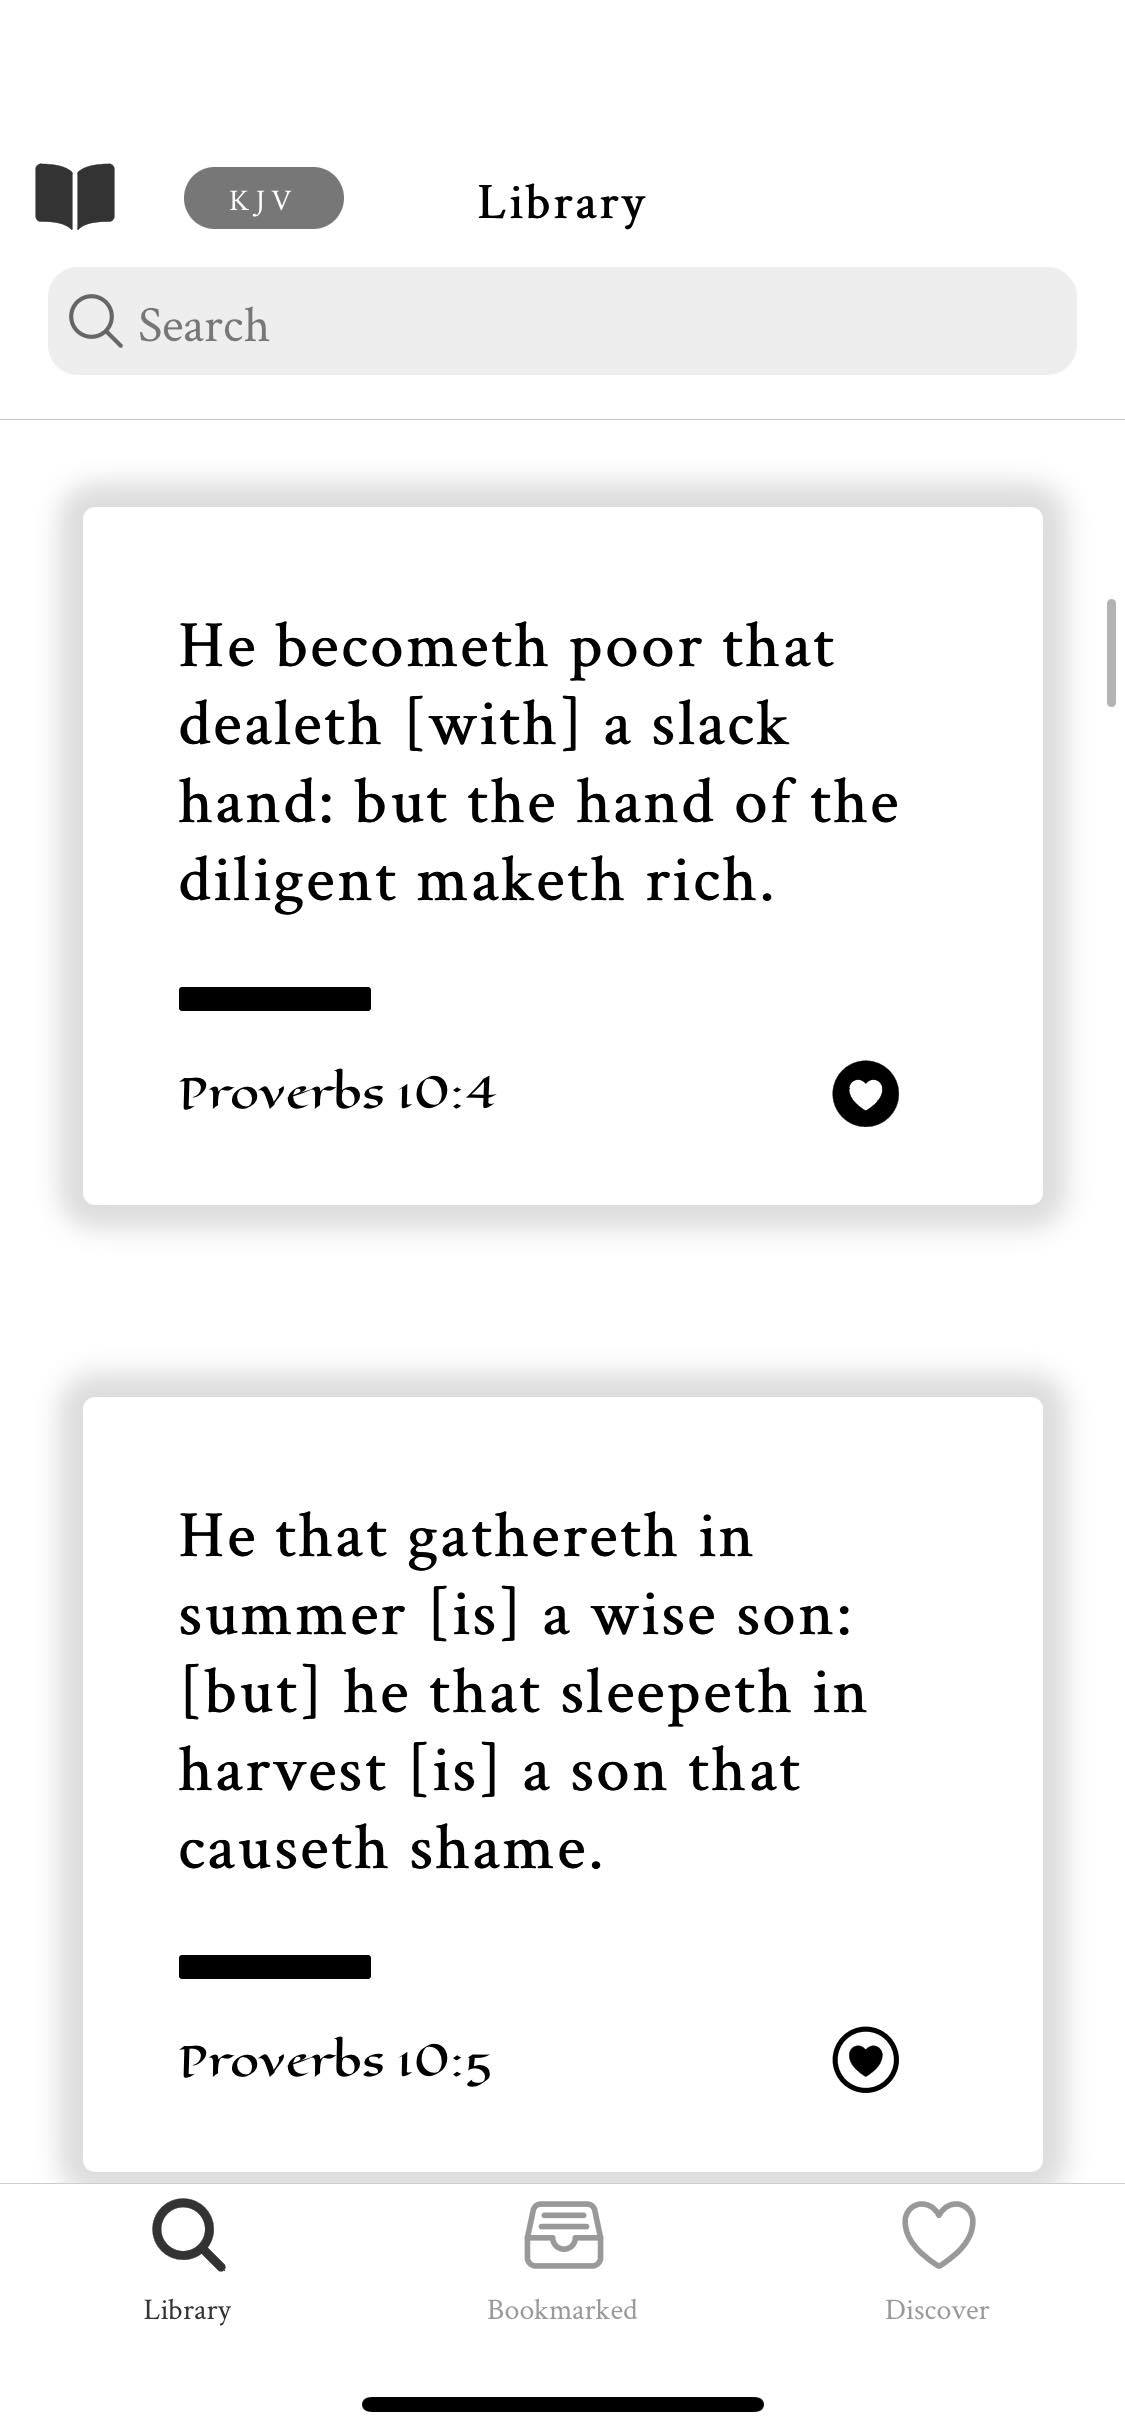 KJV
Library
Search
He becometh poor that
dealeth [with] a slack
hand: but the hand of the
diligent maketh rich.
Proverbs 10:4
He that gathereth in
summer [is] a wise son:
[but] he that sleepeth in
harvest [is] a son that
causeth shame.
Proverbs 10:5
Library
Bookmarked
Discover